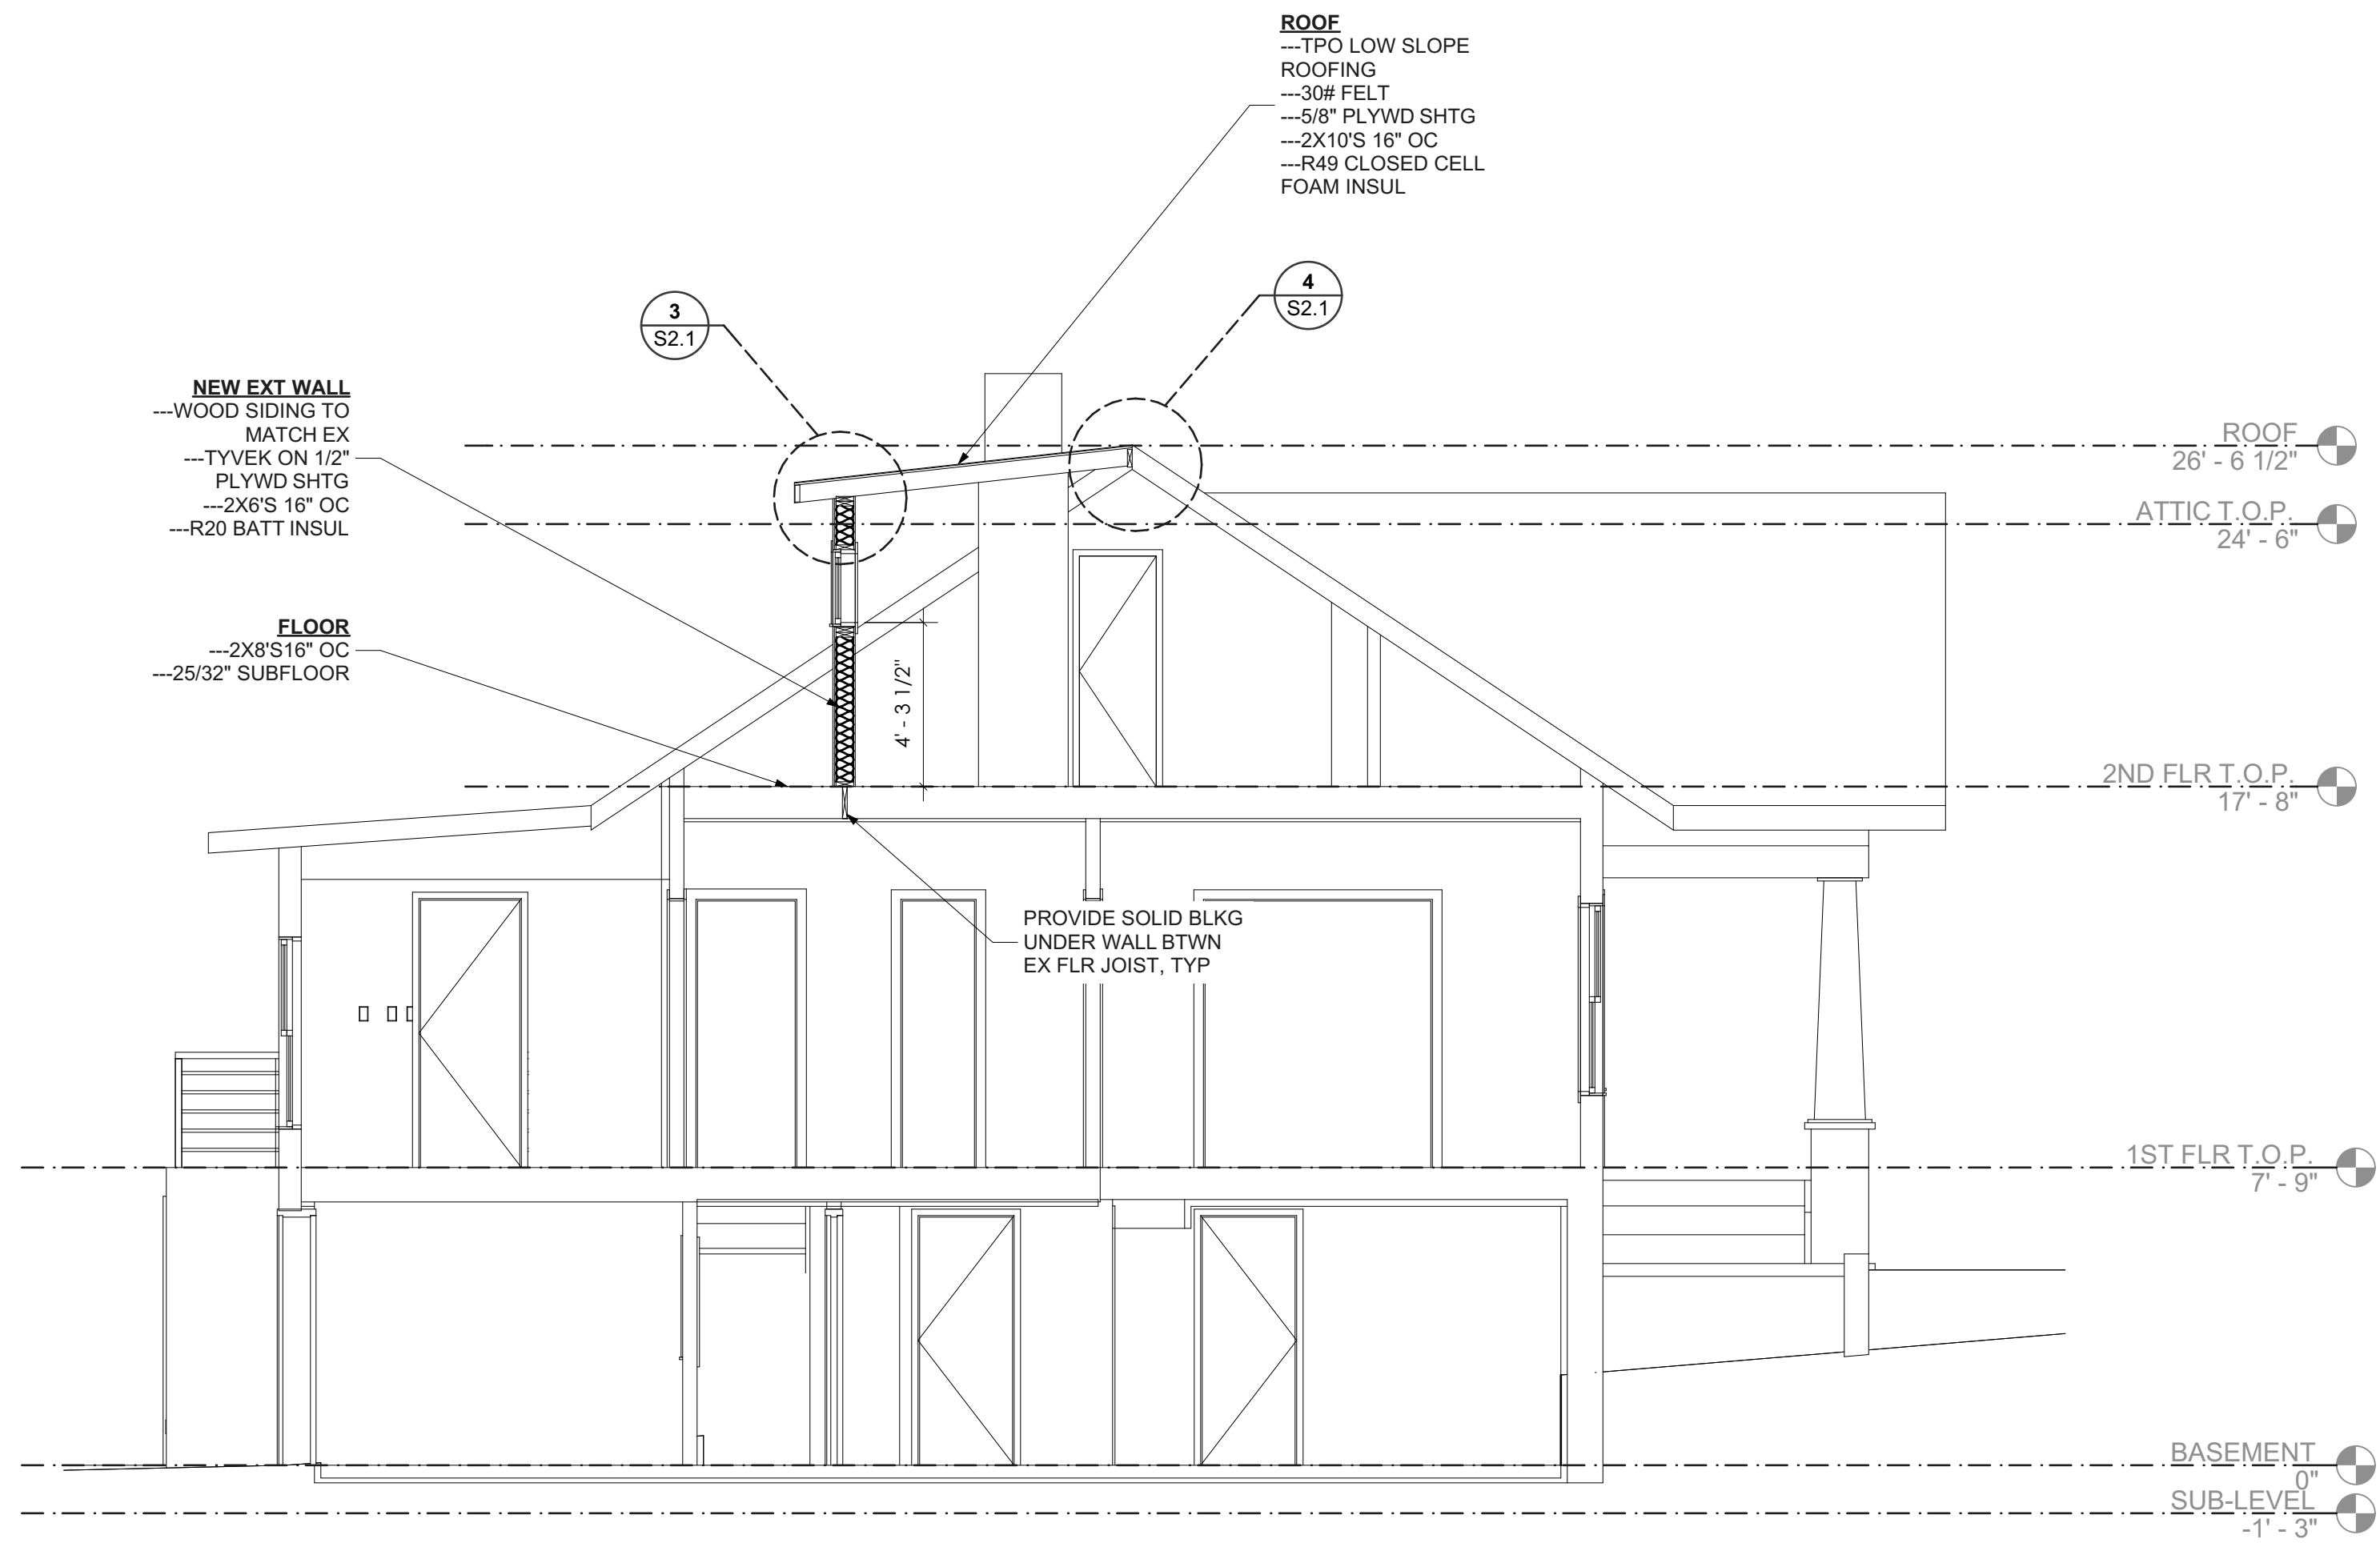 ROOF
---TPO LOW SLOPE
ROOFING
---30# FELT
---5/8" PLYWD SHTG
---2X10'S 16" OC
---R49 CLOSED CELL
FOAM INSUL
3
S2.1
4
S2.1
NEW EXT WALL
---WOOD SIDING TO
MATCH EX
---TYVEK ON 1/2"
PLYWD SHTG
---2X6'S 16" OC
---R20 BATT INSUL
FLOOR
---2X8'S16" OC
---25/32" SUBFLOOR
4' - 3 1/2"
PROVIDE SOLID BLKG
UNDER WALL BTWN
EX FLR JOIST, TYP
ROOF
26' - 6 1/2"
ATTIC T.O.P.
24' - 6"
2ND FLR T.O.P.
17' - 8"
1ST FLR T.O.P.
7' - 9"
BASEMENT
0"
SUB-LEVEL
-1' - 3"